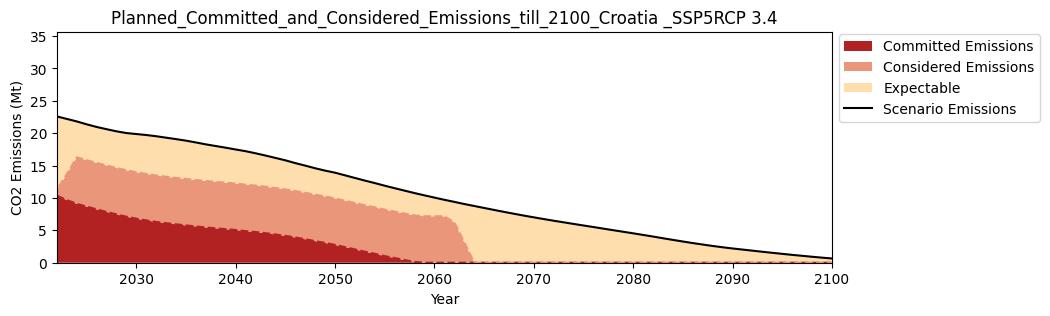 Planned_Committed_and_Considered_Emissions_till_2100_Croatia _SSP5RCP 3.4
CO2 Emissions (Mt)
35
30
25
20
15
10
5
0
2030 2040 2050 2060 2070 2080 2090 2100
Year
Committed Emissions
Considered Emissions
Expectable
Scenario Emissions